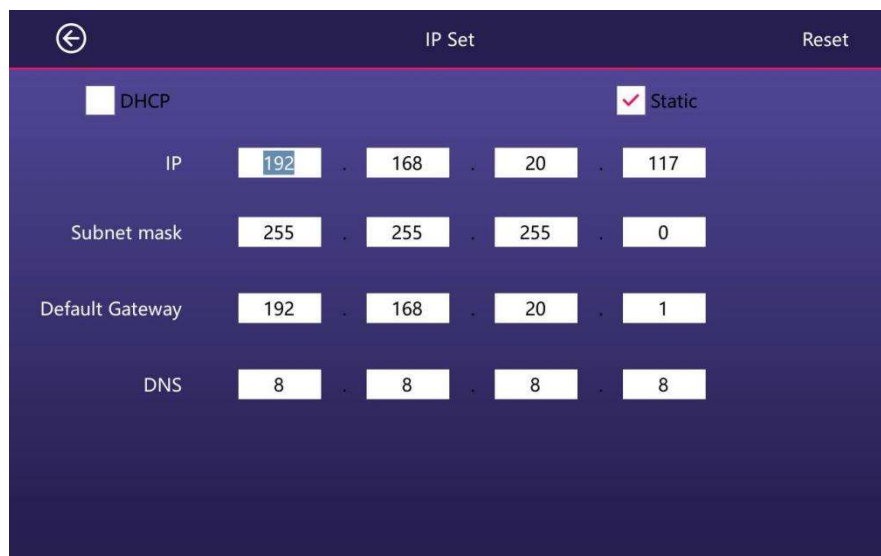 IP Set Reset
DHCP Static
IP 192 . 168 . 20 . 117
Subnet mask 255 . 255 . 255 . 0
Default Gateway 192 . 168 . 20 . 1
DNS 8 . 8 . 8 . 8